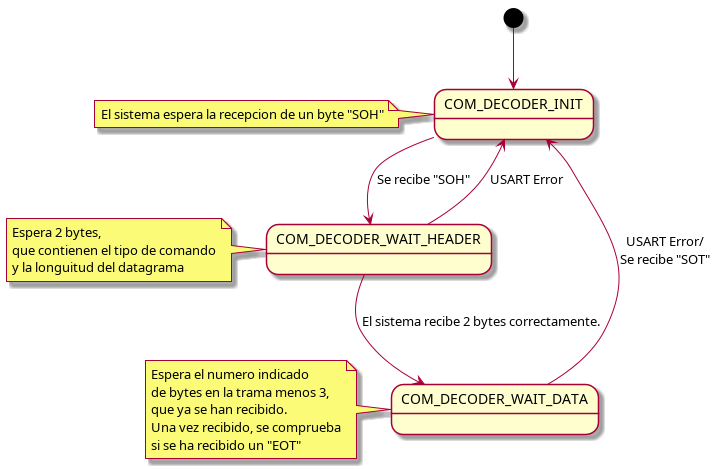 COM_DECODER_INIT
El sistema espera la recepcion de un byte "SOH"
Se recibe "SOH"
USART Error
COM_DECODER_WAIT_HEADER
Espera 2 bytes,
que contienen el tipo de comando
y la longuitud del datagrama
USART Error/
Se recibe "SOT"
El sistema recibe 2 bytes correctamente.
COM_DECODER_WAIT_DATA
Espera el numero indicado
de bytes en la trama menos 3,
que ya se han recibido.
Una vez recibido, se comprueba
si se ha recibido un "EOT"